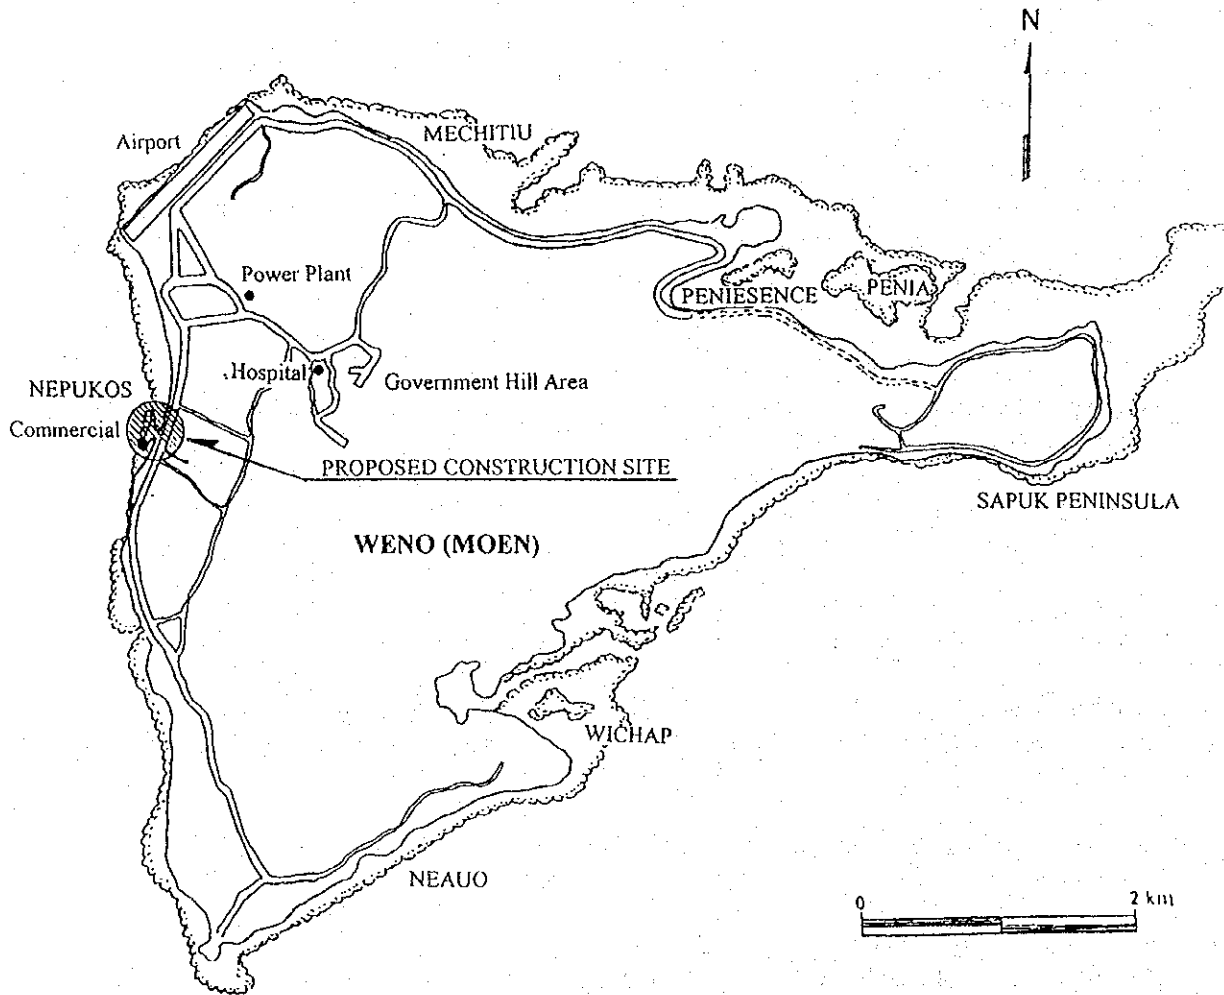 N
Airport
MECHITIU
Power Plant
PENIESENCE
PENIA
Hospital
Government Hill Area
NEPUKOS
Commercial
PROPOSED CONSTRUCTION SITE
SAPUK PENINSULA
WENO (MOEN)
WICHAP
NEAUO
0
2 km